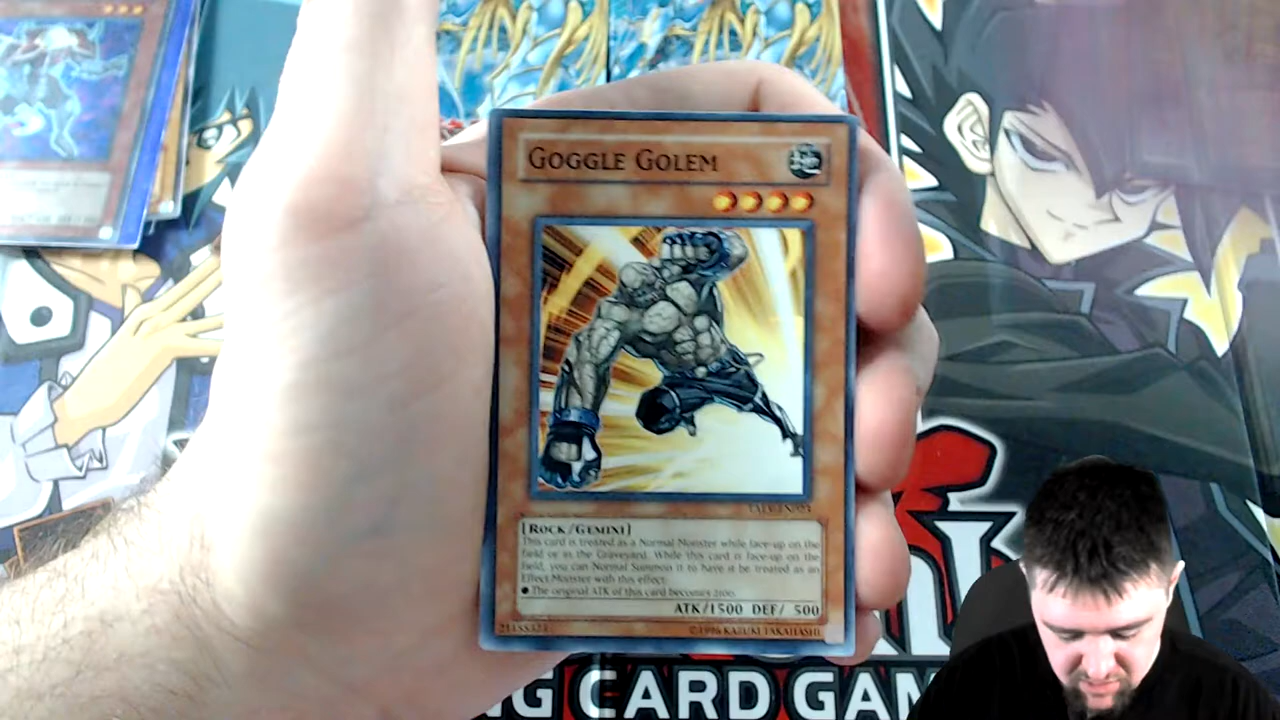 GOGGLE GOLEM
[ROCK/GEMINI]
This card is treated as a Normal Monster while face-up on the
field or in the Graveyard. While this card is face-up on the
field, you can Normal Summon it to have it be treated as an
Effect Monster with this effect:
● The original ATK of this card becomes 2100.
ATK/1500 DEF/ 500
©1996 KAZUKI TAKAHASHI
NG CARD GAM